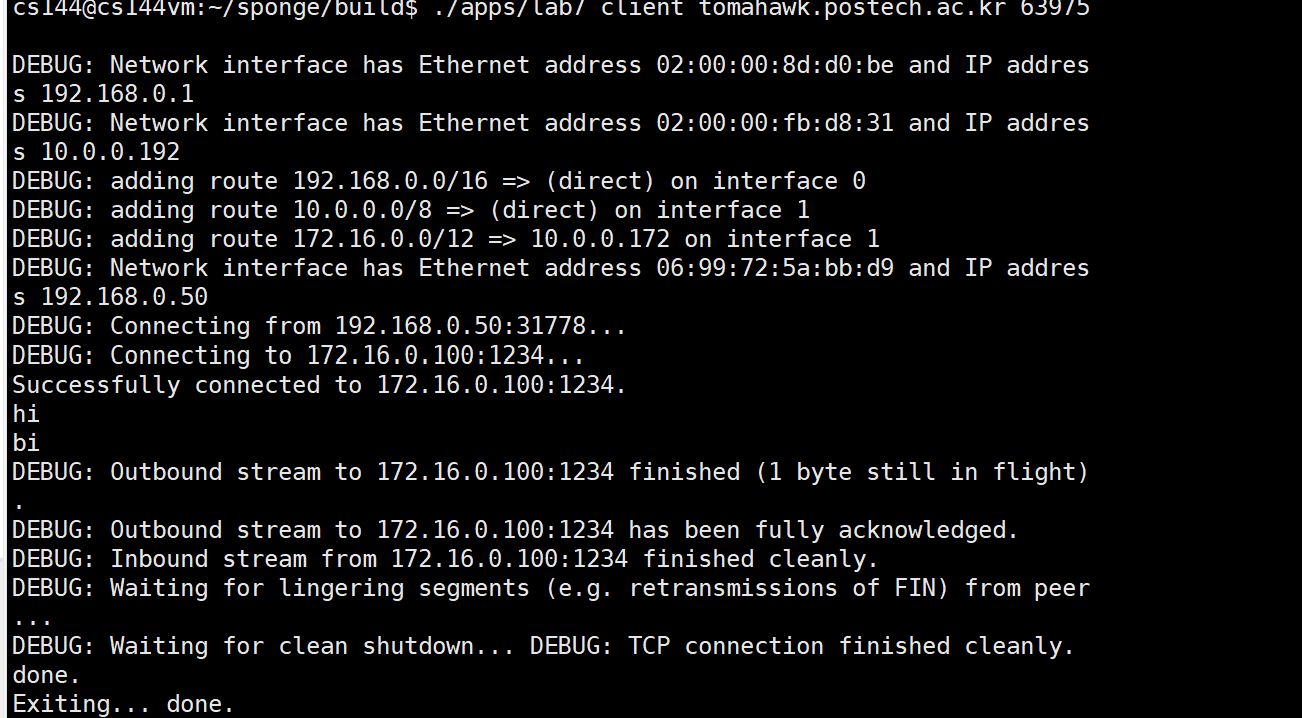 cs144@cs144vm:~/sponge/build$ ./apps/lab7 client tomahawk.postech.ac.kr 63975
DEBUG: Network interface has Ethernet address 02:00:00:8d:d0:be and IP addres
s 192.168.0.1
DEBUG: Network interface has Ethernet address 02:00:00:fb:d8:31 and IP addres
s 10.0.0.192
DEBUG: adding route 192.168.0.0/16 => (direct) on interface 0
DEBUG: adding route 10.0.0.0/8 => (direct) on interface 1
DEBUG: adding route 172.16.0.0/12 => 10.0.0.172 on interface 1
DEBUG: Network interface has Ethernet address 06:99:72:5a:bb:d9 and IP addres
s 192.168.0.50
DEBUG: Connecting from 192.168.0.50:31778...
DEBUG: Connecting to 172.16.0.100:1234...
Successfully connected to 172.16.0.100:1234.
hi
bi
DEBUG: Outbound stream to 172.16.0.100:1234 finished (1 byte still in flight)
.
DEBUG: Outbound stream to 172.16.0.100:1234 has been fully acknowledged.
DEBUG: Inbound stream from 172.16.0.100:1234 finished cleanly.
DEBUG: Waiting for lingering segments (e.g. retransmissions of FIN) from peer
...
DEBUG: Waiting for clean shutdown... DEBUG: TCP connection finished cleanly.
done.
Exiting... done.